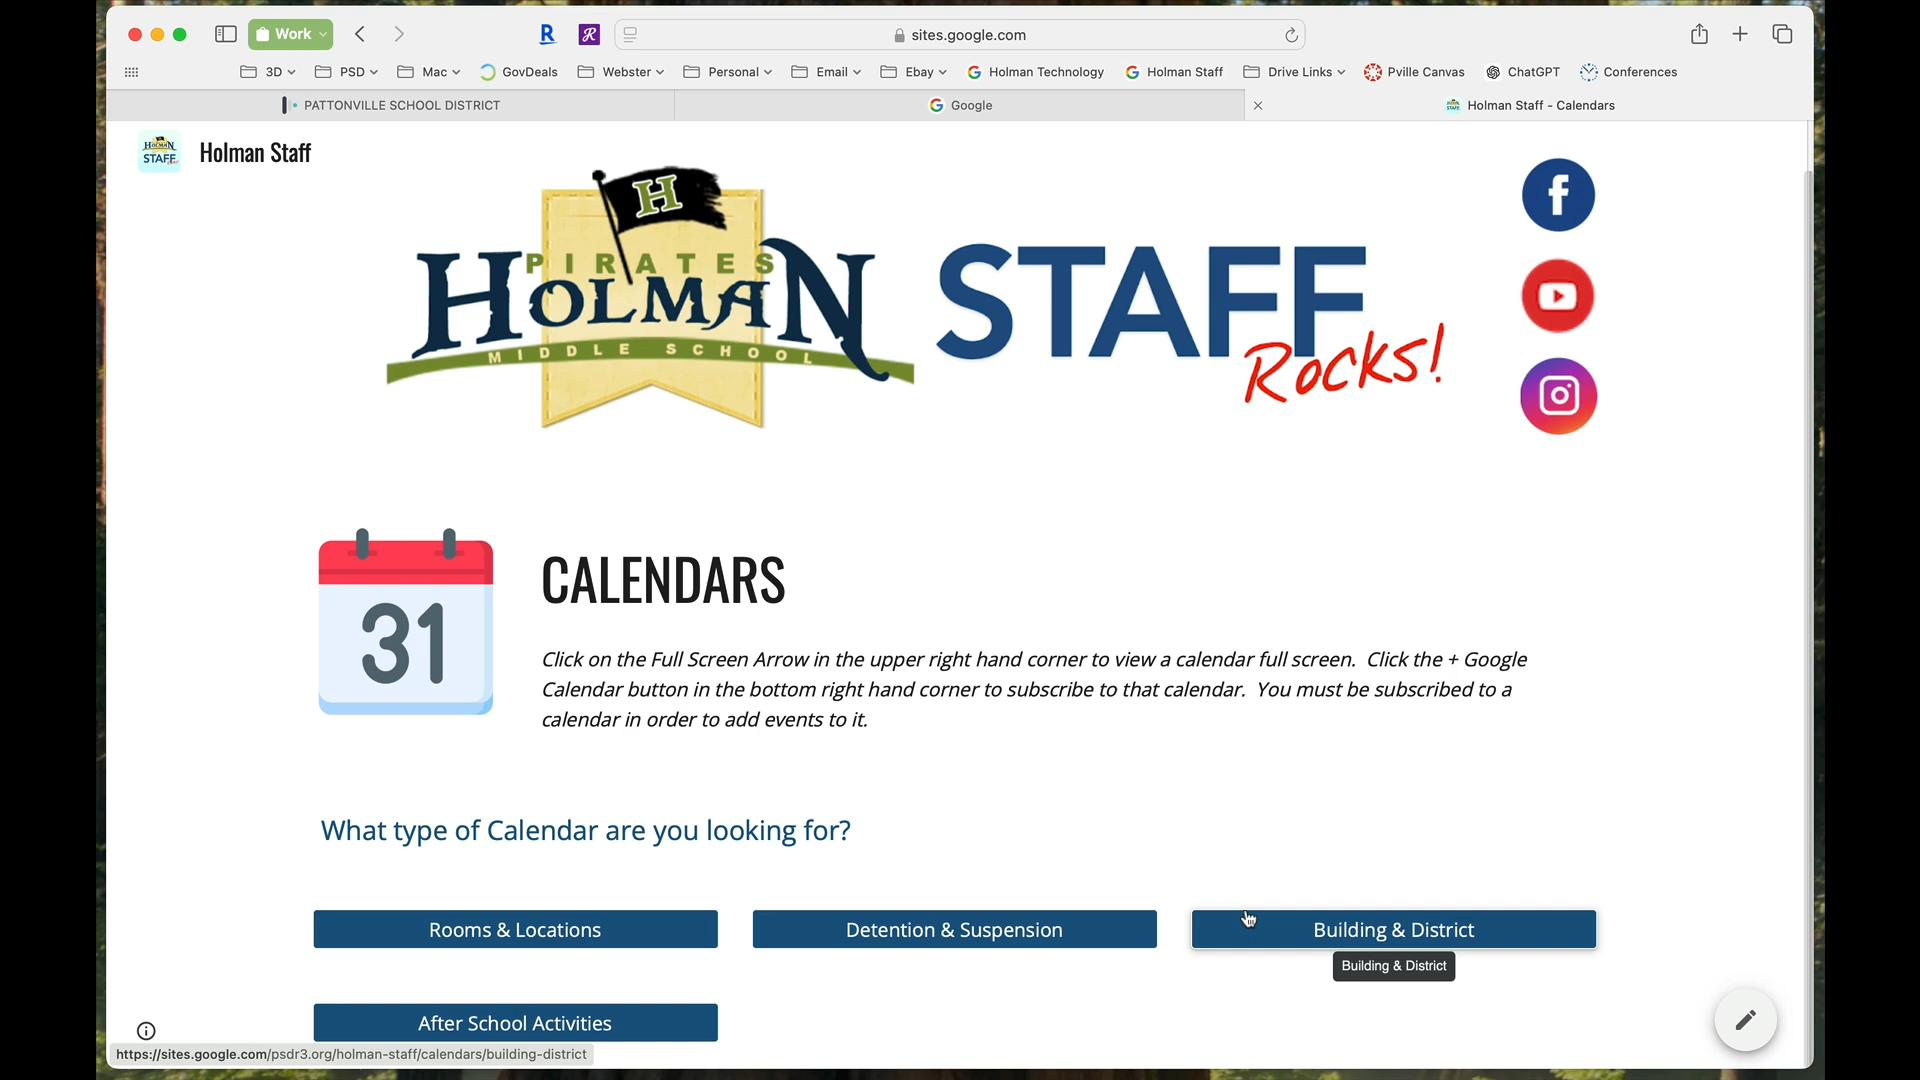 Work
sites.google.com
3D
PSD
Mac
GovDeals
Webster
Personal
Email
Ebay
Holman Technology
Holman Staff
Drive Links
Pville Canvas
ChatGPT
Conferences
PATTONVILLE SCHOOL DISTRICT
Google
Holman Staff - Calendars
HOLMAN
STAFF
Holman Staff
H
PIRATES
HOLMAN
MIDDLE SCHOOL
STAFF
Rocks!
31
CALENDARS
Click on the Full Screen Arrow in the upper right hand corner to view a calendar full screen. Click the + Google
Calendar button in the bottom right hand corner to subscribe to that calendar. You must be subscribed to a
calendar in order to add events to it.
What type of Calendar are you looking for?
Rooms & Locations
Detention & Suspension
Building & District
Building & District
After School Activities
https://sites.google.com/psdr3.org/holman-staff/calendars/building-district